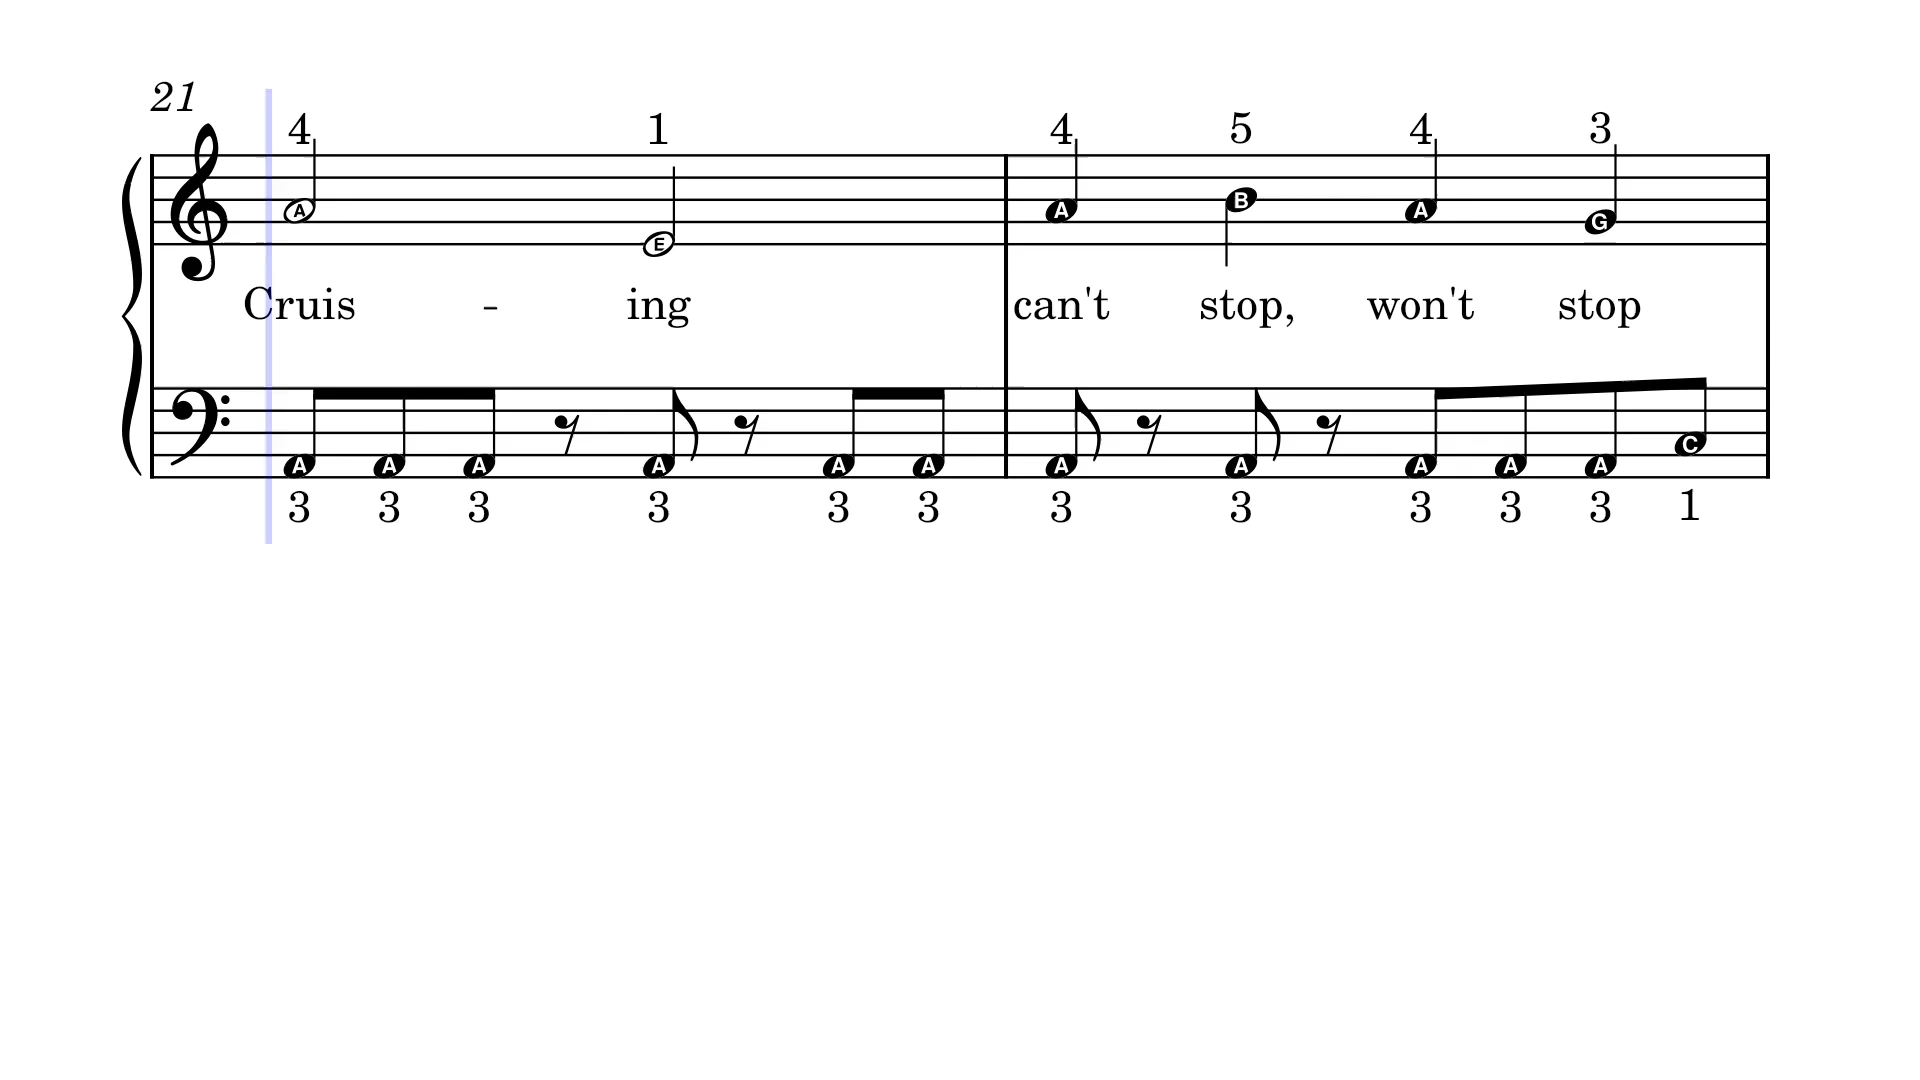 21
4 1 4 5 4 3
A E A B A G
Cruis - ing can't stop, won't stop
A A A A A A A A A A A C
3 3 3 3 3 3 3 3 3 3 3 1